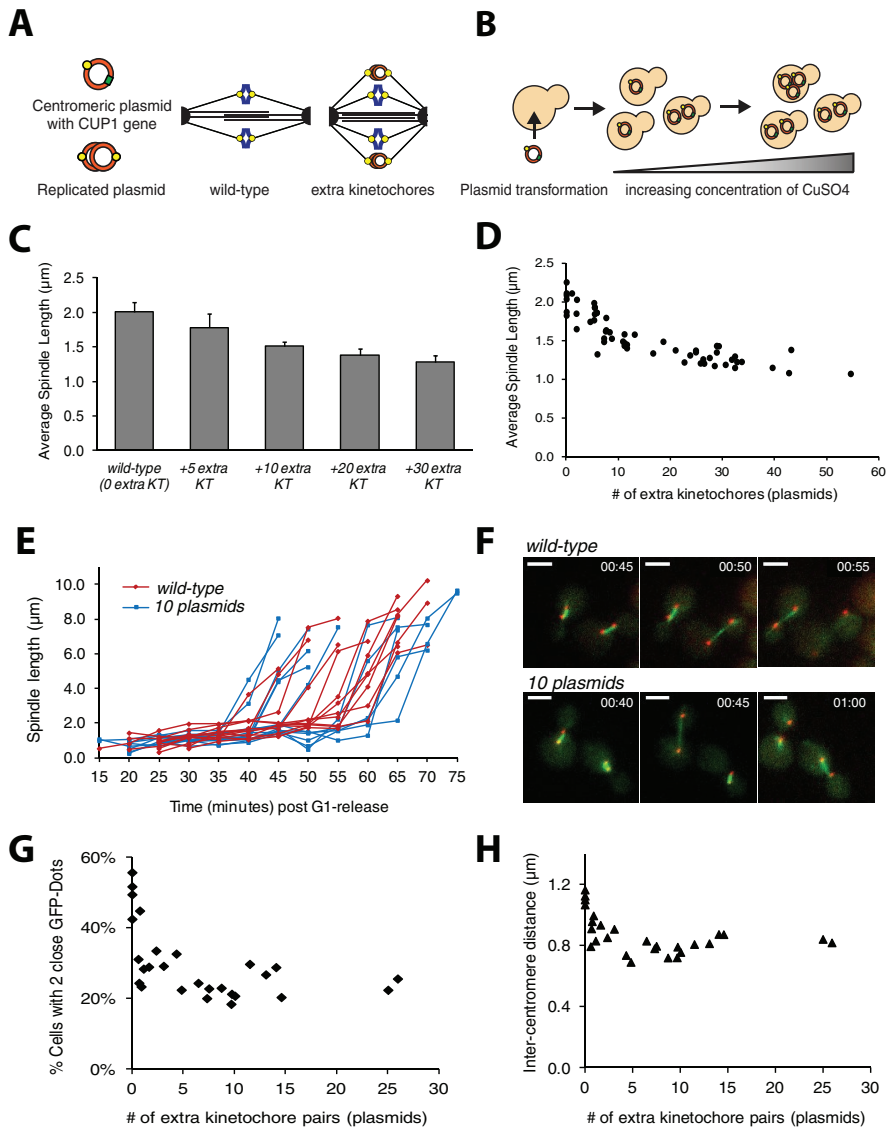 A
Centromeric plasmid
with CUP1 gene
Replicated plasmid
wild-type
extra kinetochores
B
Plasmid transformation
increasing concentration of CuSO4
C
Average Spindle Length (μm)
2.5
2.0
1.5
1.0
0.5
0.0
wild-type
(0 extra KT)
+5 extra
KT
+10 extra
KT
+20 extra
KT
+30 extra
KT
D
Average Spindle Length (μm)
2.5
2.0
1.5
1.0
0.5
0.0
0 10 20 30 40 50 60
# of extra kinetochores (plasmids)
E
wild-type
10 plasmids
Spindle length (μm)
10.0
8.0
6.0
4.0
2.0
0.0
15 20 25 30 35 40 45 50 55 60 65 70 75
Time (minutes) post G1-release
F
wild-type
00:45
00:50
00:55
10 plasmids
00:40
00:45
01:00
G
% Cells with 2 close GFP-Dots
60%
40%
20%
0%
0 5 10 15 20 25 30
# of extra kinetochore pairs (plasmids)
H
Inter-centromere distance (μm)
1.2
0.8
0.4
0.0
0 5 10 15 20 25 30
# of extra kinetochore pairs (plasmids)